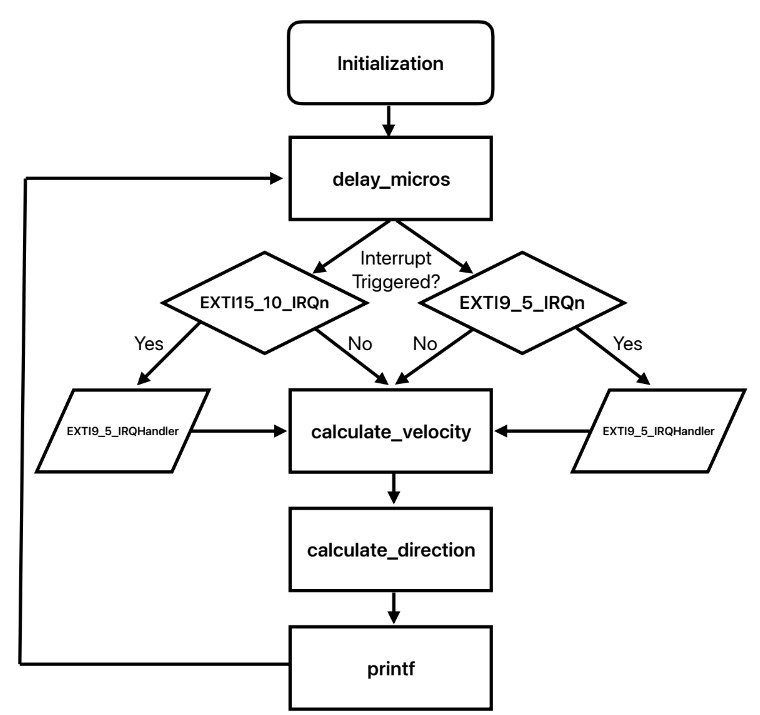 Initialization
delay_micros
Interrupt
Triggered?
EXTI15_10_IRQn
EXTI9_5_IRQn
Yes
No
No
Yes
EXTI9_5_IRQHandler
calculate_velocity
EXTI9_5_IRQHandler
calculate_direction
printf